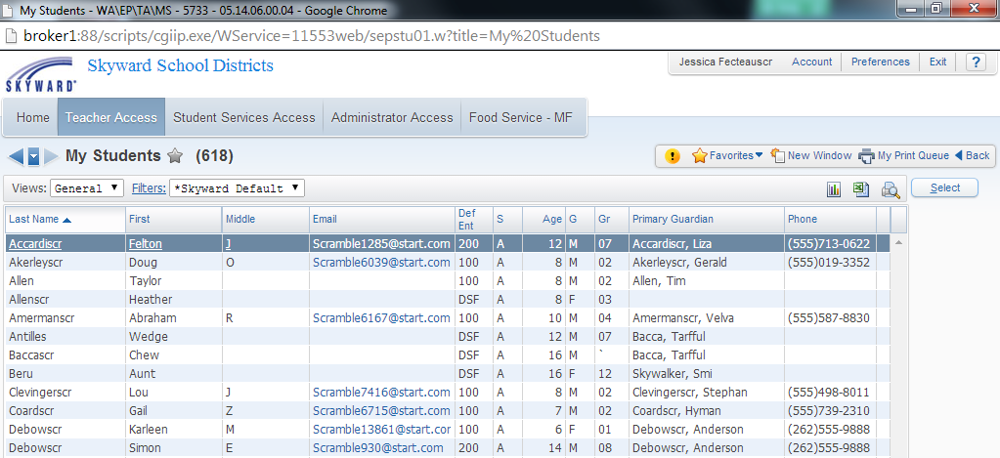 My Students - WA\EP\TA\MS - 5733 - 05.14.06.00.04 - Google Chrome
broker1:88/scripts/cgiip.exe/WService=11553web/sepstu01.w?title=My%20Students
SKYWARD Skyward School Districts Jessica Fecteauscr Account Preferences Exit ?
Home Teacher Access Student Services Access Administrator Access Food Service - MF
My Students (618) ! Favorites New Window My Print Queue Back
Views: General Filters: *Skyward Default Select
Last Name First Middle Email Def Ent S Age G Gr Primary Guardian Phone
Accardiscr Felton J Scramble1285@start.com 200 A 12 M 07 Accardiscr, Liza (555)713-0622
Akerleyscr Doug O Scramble6039@start.com 100 A 8 M 02 Akerleyscr, Gerald (555)019-3352
Allen Taylor 100 A 8 M 02 Allen, Tim
Allenscr Heather DSF A 8 F 03
Amermanscr Abraham R Scramble6167@start.com 100 A 10 M 04 Amermanscr, Velva (555)587-8830
Antilles Wedge DSF A 12 M 07 Bacca, Tarfful
Baccascr Chew DSF A 16 M ` Bacca, Tarfful
Beru Aunt DSF A 16 F 12 Skywalker, Smi
Clevingerscr Lou J Scramble7416@start.com 100 A 8 M 02 Clevingerscr, Stephan (555)498-8011
Coardscr Gail Z Scramble6715@start.com 100 A 7 M 02 Coardscr, Hyman (555)739-2310
Debowscr Karleen M Scramble13861@start.cor 100 A 6 F 01 Debowscr, Anderson (262)555-9888
Debowscr Simon E Scramble930@start.com 200 A 14 M 08 Debowscr, Anderson (262)555-9888